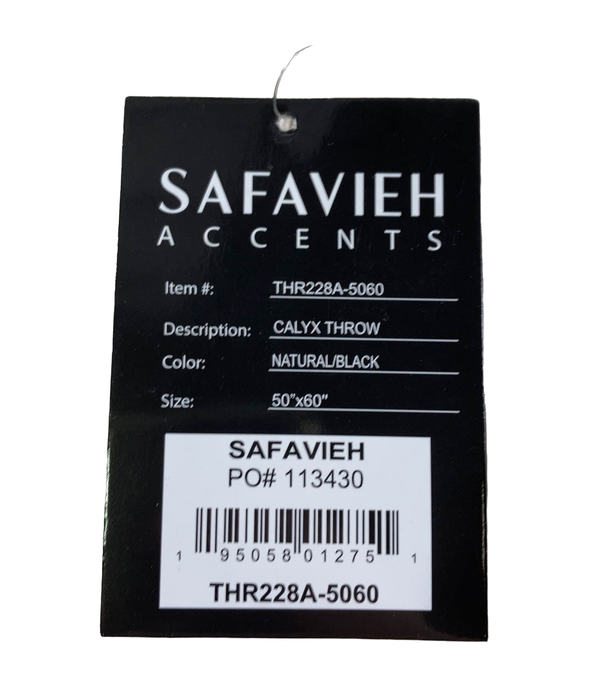 SAFAVIEH
ACCENTS
Item #: THR228A-5060
Description: CALYX THROW
Color: NATURAL/BLACK
Size: 50"x60"
SAFAVIEH
PO# 113430
1 95058 01275 1
THR228A-5060